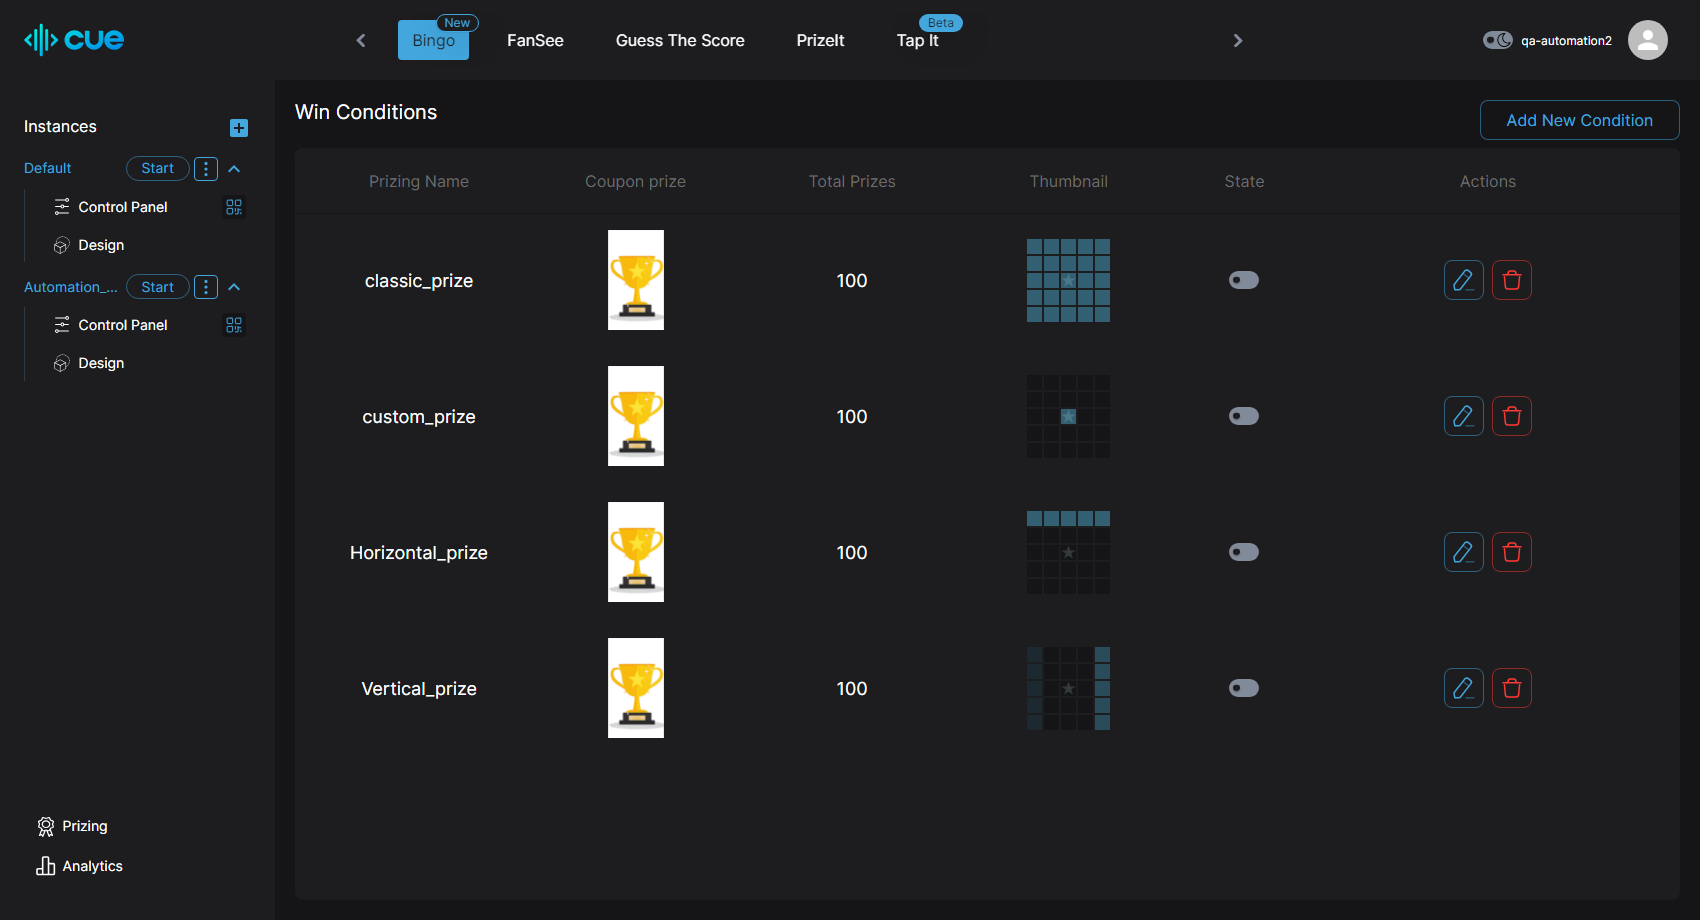 cue
New
Beta
Bingo
FanSee
Guess The Score
PrizeIt
Tap It
qa-automation2
Instances
Default
Start
Control Panel
Design
Automation_...
Start
Control Panel
Design
Prizing
Analytics
Win Conditions
Add New Condition
Prizing Name Coupon prize Total Prizes Thumbnail State Actions
classic_prize 100
custom_prize 100
Horizontal_prize 100
Vertical_prize 100